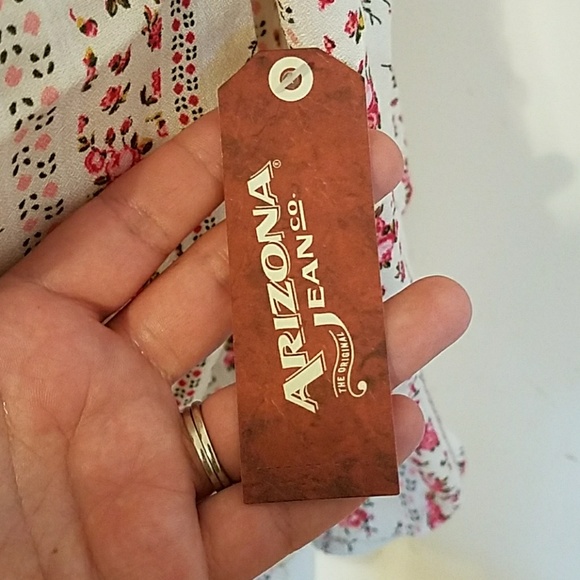 ARIZONA®
JEAN CO.
THE ORIGINAL